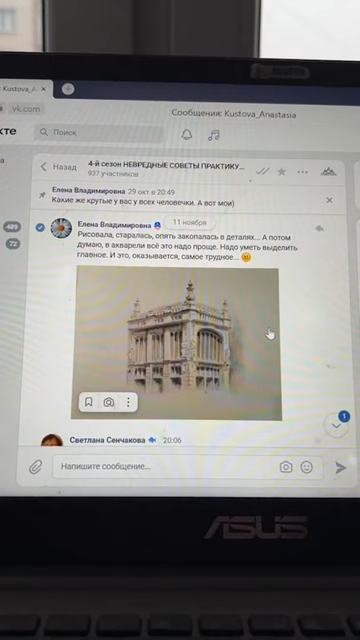 Kustova_A
vk.com
Сообщения: Kustova_Anastasia
кте
Поиск
Назад
4-й сезон НЕВРЕДНЫЕ СОВЕТЫ ПРАКТИКУ...
937 участников
Елена Владимировна 29 окт в 20:49
Какие же крутые у вас у всех человечки. А вот мои)
11 ноября
489
72
Елена Владимировна
Рисовала, старалась, опять закопалась в деталях... А потом
думаю, в акварели всё это надо проще. Надо уметь выделить
главное. И это, оказывается, самое трудное...
1
Светлана Сенчакова 20:06
Напишите сообщение...
ASUS